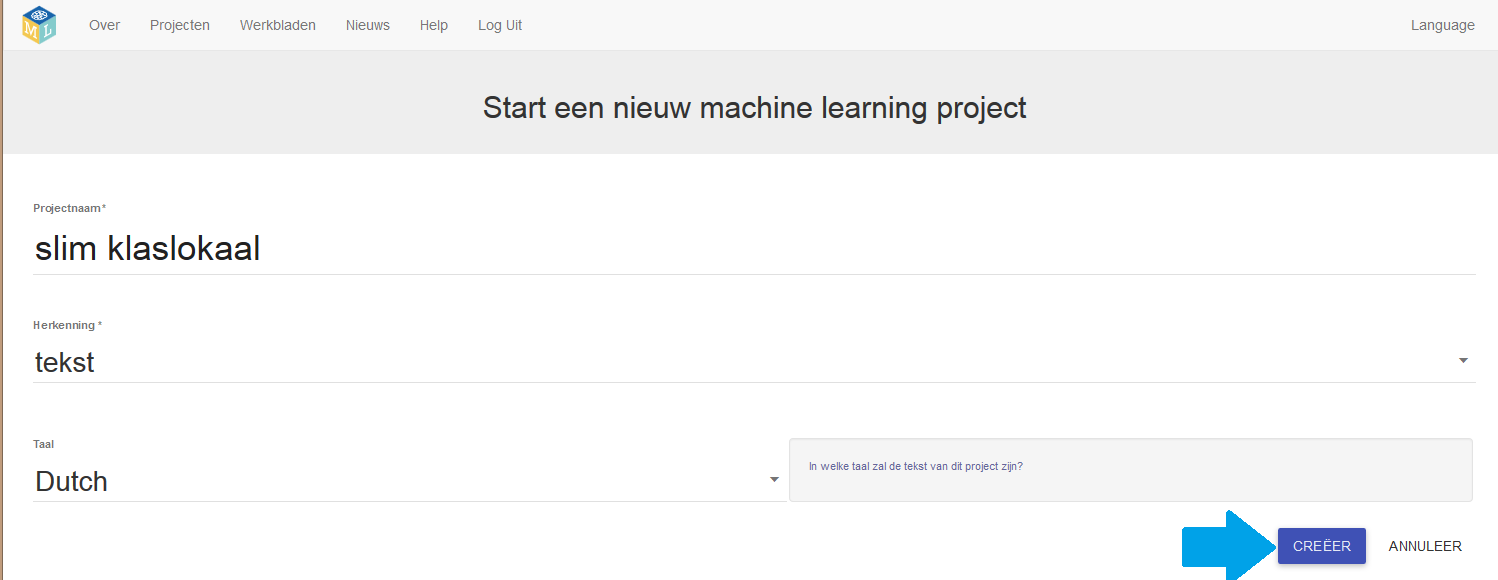 M L
Over Projecten Werkbladen Nieuws Help Log Uit Language
Start een nieuw machine learning project
Projectnaam*
slim klaslokaal
Herkenning *
tekst
Taal
Dutch
In welke taal zal de tekst van dit project zijn?
CREËER ANNULEER